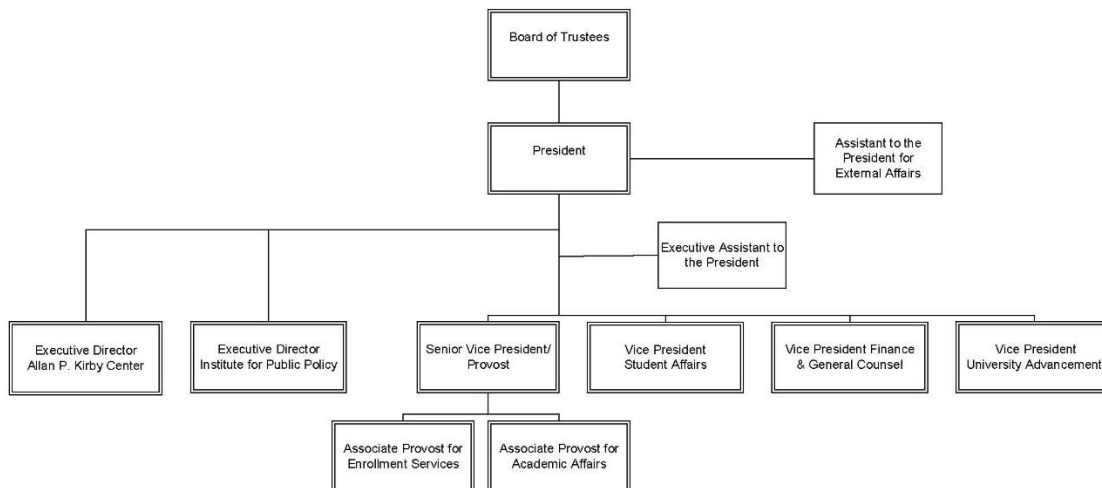 Board of Trustees
President
Assistant to the
President for
External Affairs
Executive Assistant to
the President
Executive Director
Allan P. Kirby Center
Executive Director
Institute for Public Policy
Senior Vice President/
Provost
Vice President
Student Affairs
Vice President Finance
& General Counsel
Vice President
University Advancement
Associate Provost for
Enrollment Services
Associate Provost for
Academic Affairs